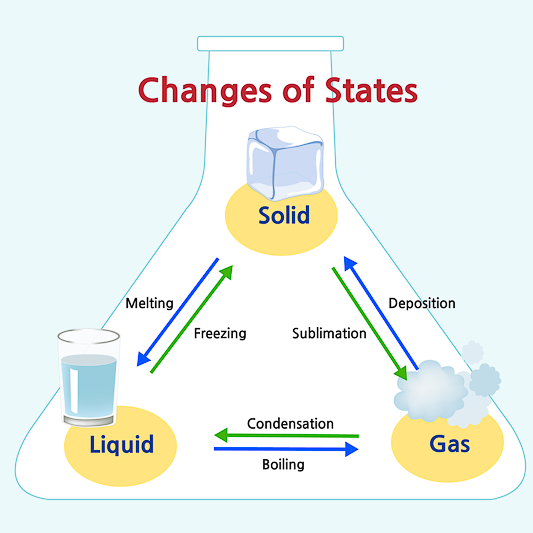 Changes of States
Solid
Melting
Freezing
Sublimation
Deposition
Liquid
Condensation
Boiling
Gas